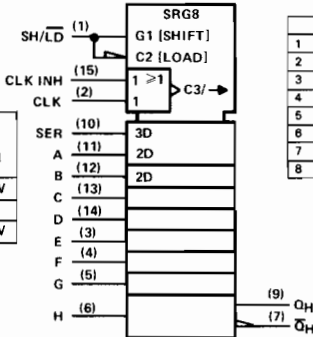 SRG8
SH/LD (1) G1 [SHIFT]
C2 [LOAD]
CLK INH (15) 1 ≥1
CLK (2) 1
C3/→
SER (10) 3D
A (11) 2D
B (12) 2D
C (13)
D (14)
E (3)
F (4)
G (5)
H (6)
(9) QH
(7) QH
1
2
3
4
5
6
7
8